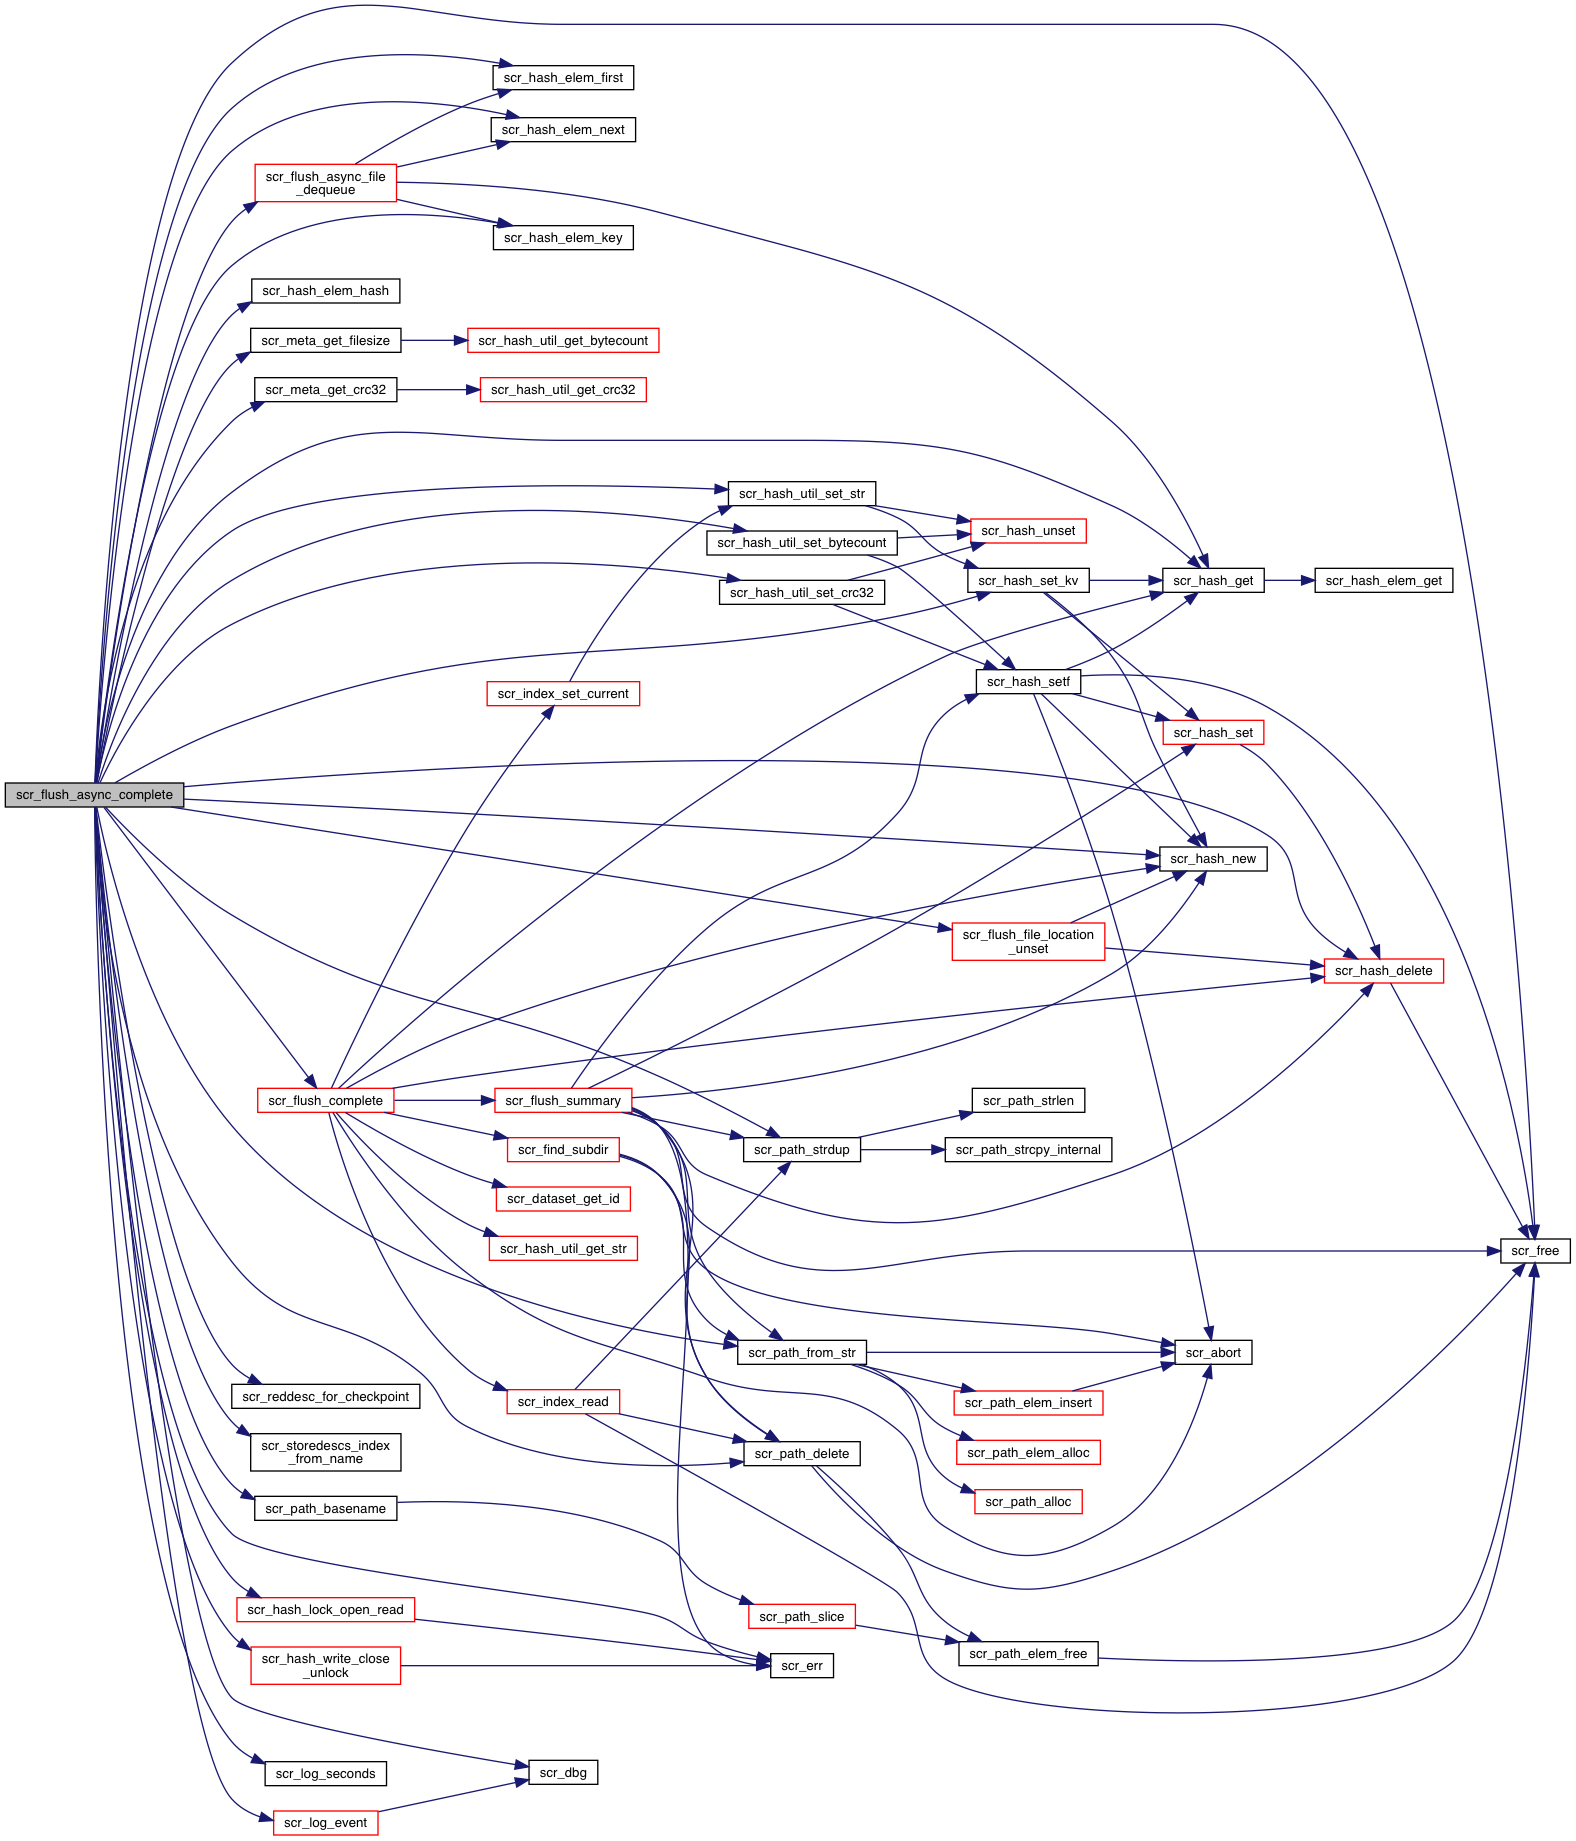 scr_hash_elem_first
scr_hash_elem_next
scr_flush_async_file
_dequeue
scr_hash_elem_key
scr_hash_elem_hash
scr_meta_get_filesize
scr_hash_util_get_bytecount
scr_meta_get_crc32
scr_hash_util_get_crc32
scr_hash_util_set_str
scr_hash_unset
scr_hash_util_set_bytecount
scr_hash_set_kv
scr_hash_get
scr_hash_elem_get
scr_hash_util_set_crc32
scr_hash_setf
scr_index_set_current
scr_hash_set
scr_flush_async_complete
scr_hash_new
scr_flush_file_location
_unset
scr_hash_delete
scr_flush_complete
scr_flush_summary
scr_path_strlen
scr_find_subdir
scr_path_strdup
scr_path_strcpy_internal
scr_dataset_get_id
scr_hash_util_get_str
scr_free
scr_path_from_str
scr_abort
scr_reddesc_for_checkpoint
scr_index_read
scr_path_elem_insert
scr_storedescs_index
_from_name
scr_path_delete
scr_path_elem_alloc
scr_path_basename
scr_path_alloc
scr_hash_lock_open_read
scr_path_slice
scr_hash_write_close
_unlock
scr_err
scr_path_elem_free
scr_log_seconds
scr_dbg
scr_log_event